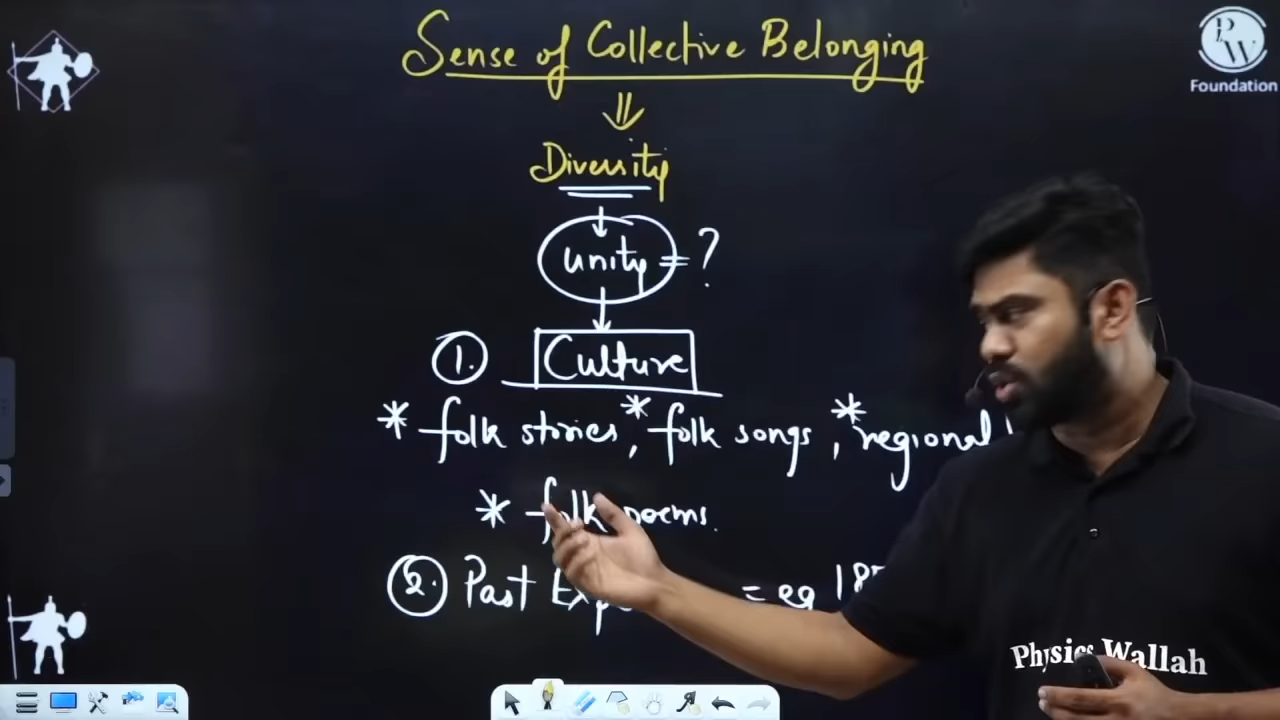 Sense of Collective Belonging
PW
Foundation
⇓
Diversity
unity = ?
1. Culture
* folk stories, * folk songs, * regional
* folk poems.
2. Past = eg
Physics Wallah